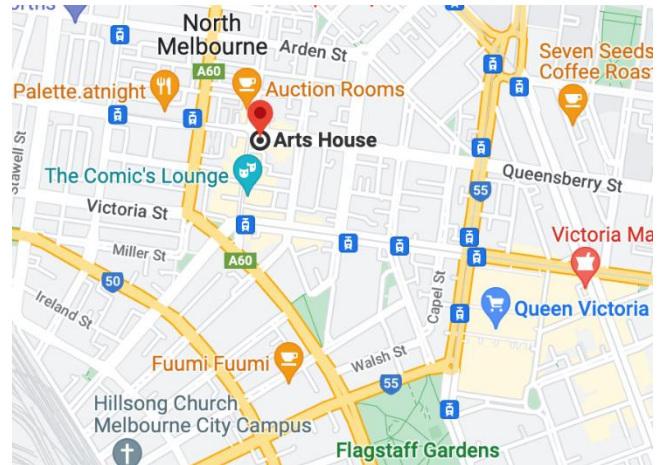 North
Melbourne
Arden St
Seven Seeds
Coffee Roast
A60
Palette.atnight
Auction Rooms
Arts House
Stawell St
The Comic's Lounge
Queensberry St
55
Victoria St
Victoria Ma
Miller St
A60
50
Capel St
Ireland St
Queen Victoria
Walsh St
Fuumi Fuumi
55
Hillsong Church
Melbourne City Campus
Flagstaff Gardens